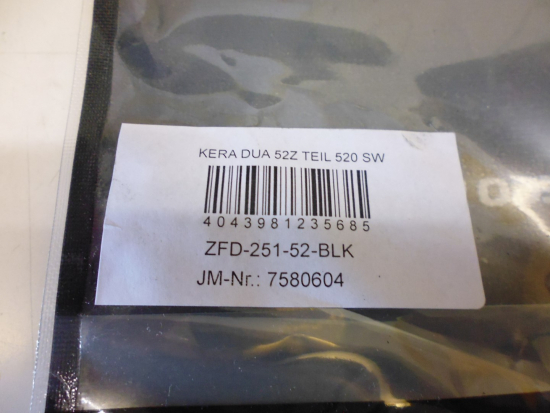 KERA DUA 52Z TEIL 520 SW
4043981235685
ZFD-251-52-BLK
JM-Nr.: 7580604